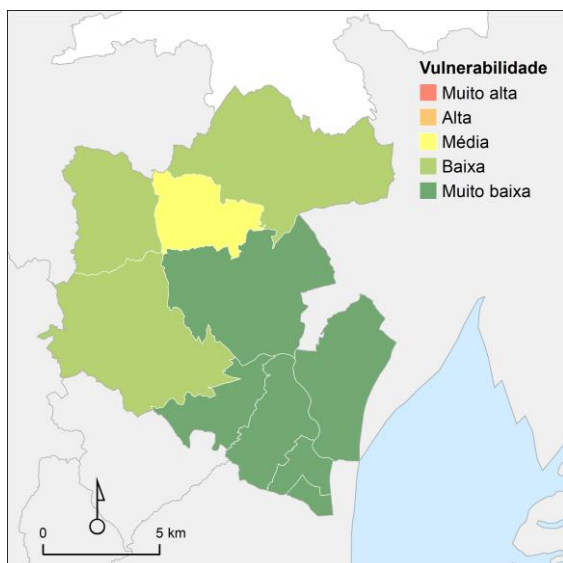 Vulnerabilidade
Muito alta
Alta
Média
Baixa
Muito baixa
0 5 km